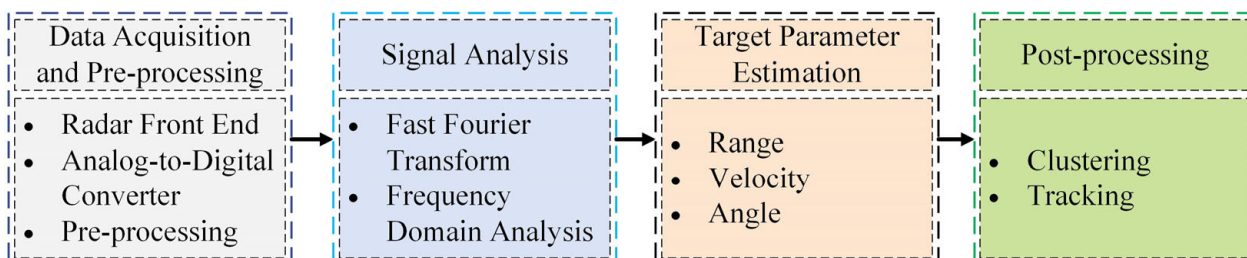 Data Acquisition
and Pre-processing
• Radar Front End
• Analog-to-Digital
Converter
• Pre-processing
Signal Analysis
• Fast Fourier
Transform
• Frequency
Domain Analysis
Target Parameter
Estimation
• Range
• Velocity
• Angle
Post-processing
• Clustering
• Tracking